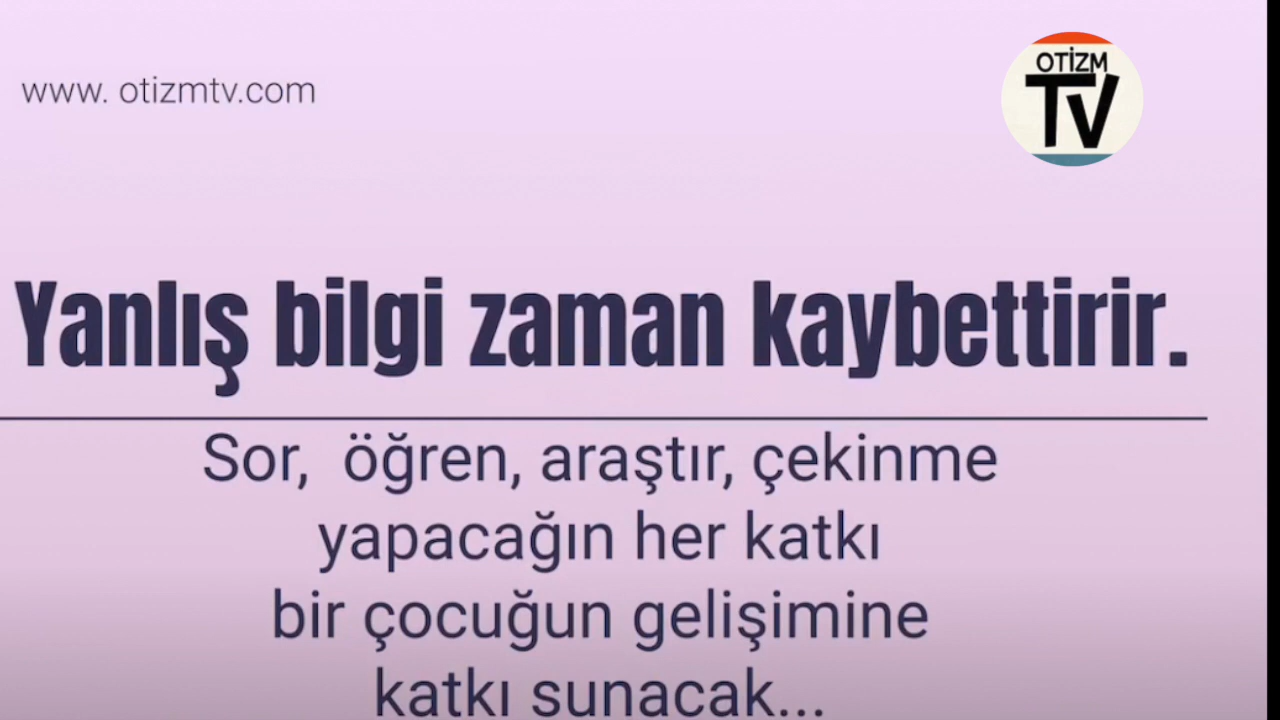 www. otizmtv.com
OTİZM
TV
Yanlış bilgi zaman kaybettirir.
Sor,  öğren, araştır, çekinme
yapacağın her katkı
bir çocuğun gelişimine
katkı sunacak...